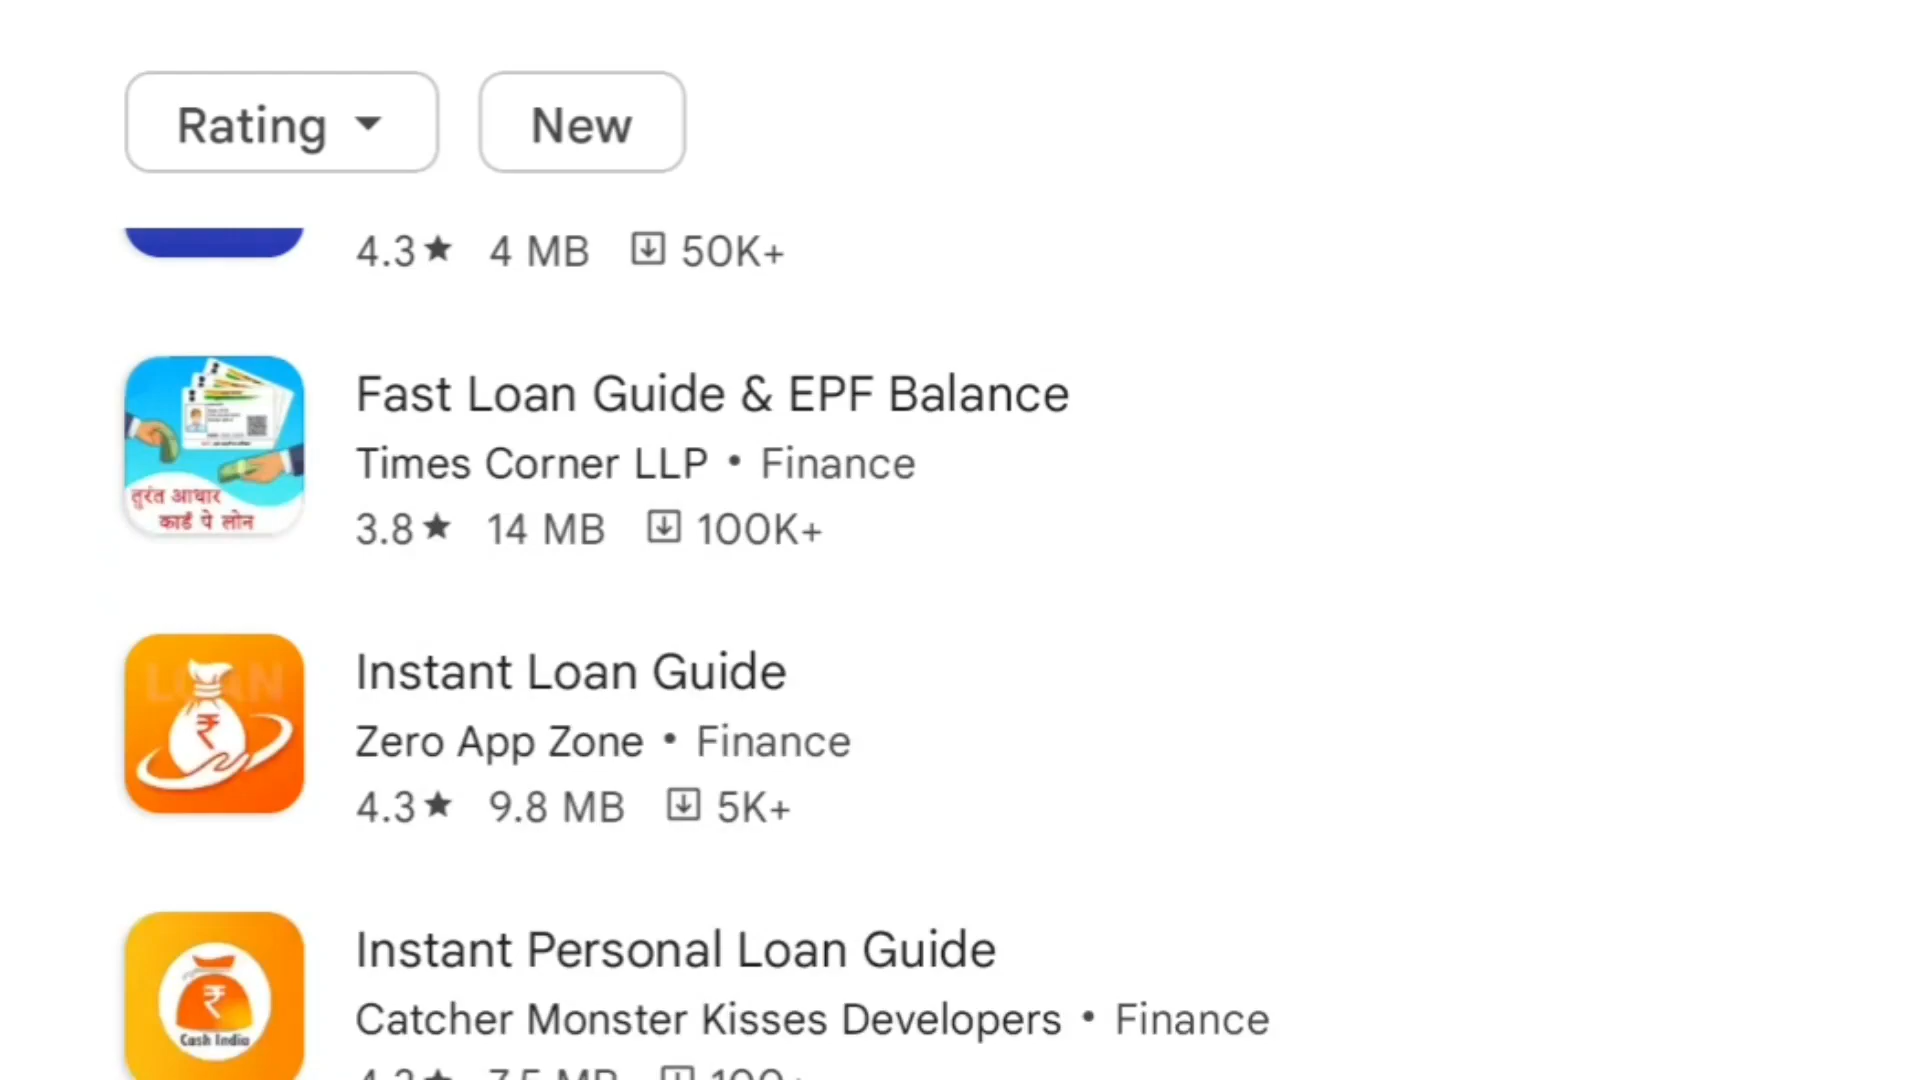 Rating
New
4.3★ 4 MB 50K+
तुरंत आधार
कार्ड पे लोन
Fast Loan Guide & EPF Balance
Times Corner LLP • Finance
3.8★ 14 MB 100K+
LOAN
₹
Instant Loan Guide
Zero App Zone • Finance
4.3★ 9.8 MB 5K+
₹
Cash India
Instant Personal Loan Guide
Catcher Monster Kisses Developers • Finance